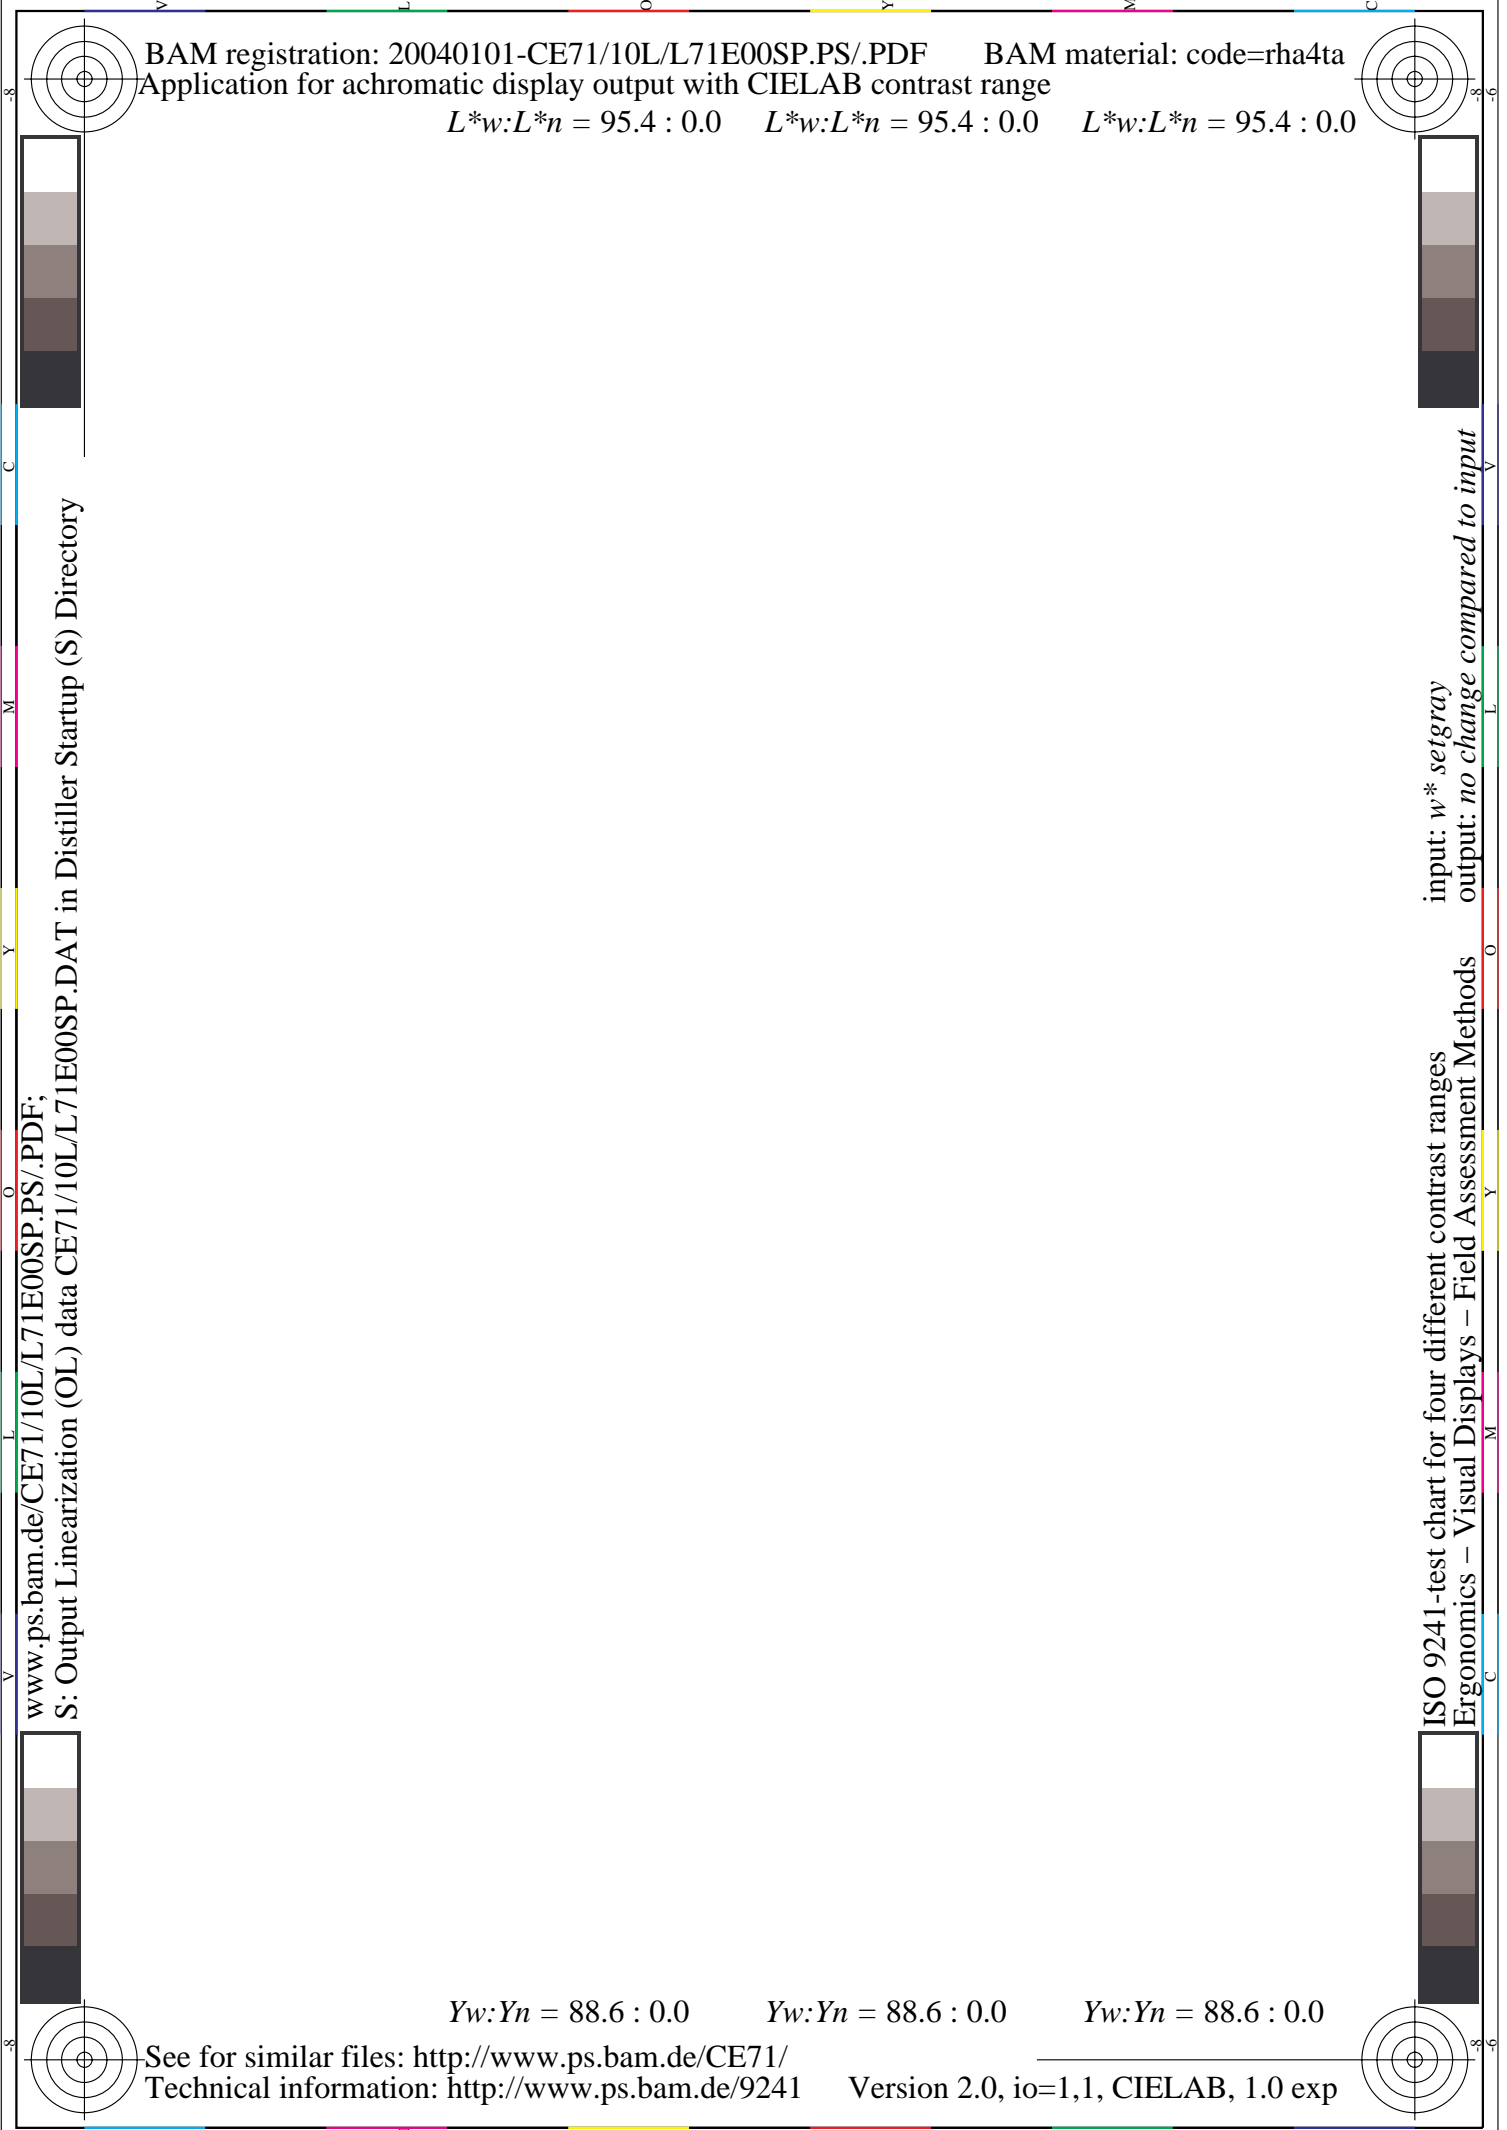 V L O Y M C
BAM registration: 20040101-CE71/10L/L71E00SP.PS/.PDF BAM material: code=rha4ta
Application for achromatic display output with CIELAB contrast range
L*w:L*n = 95.4 : 0.0 L*w:L*n = 95.4 : 0.0 L*w:L*n = 95.4 : 0.0
-8
-8
-6
C
M
Y
O
L
V
www.ps.bam.de/CE71/10L/L71E00SP.PS/.PDF;
S: Output Linearization (OL) data CE71/10L/L71E00SP.DAT in Distiller Startup (S) Directory
input: w* setgray
output: no change compared to input
ISO 9241-test chart for four different contrast ranges
Ergonomics – Visual Displays – Field Assessment Methods
V
L
O
Y
M
C
Yw:Yn = 88.6 : 0.0 Yw:Yn = 88.6 : 0.0 Yw:Yn = 88.6 : 0.0
-8
-8
-6
See for similar files: http://www.ps.bam.de/CE71/
Technical information: http://www.ps.bam.de/9241 Version 2.0, io=1,1, CIELAB, 1.0 exp